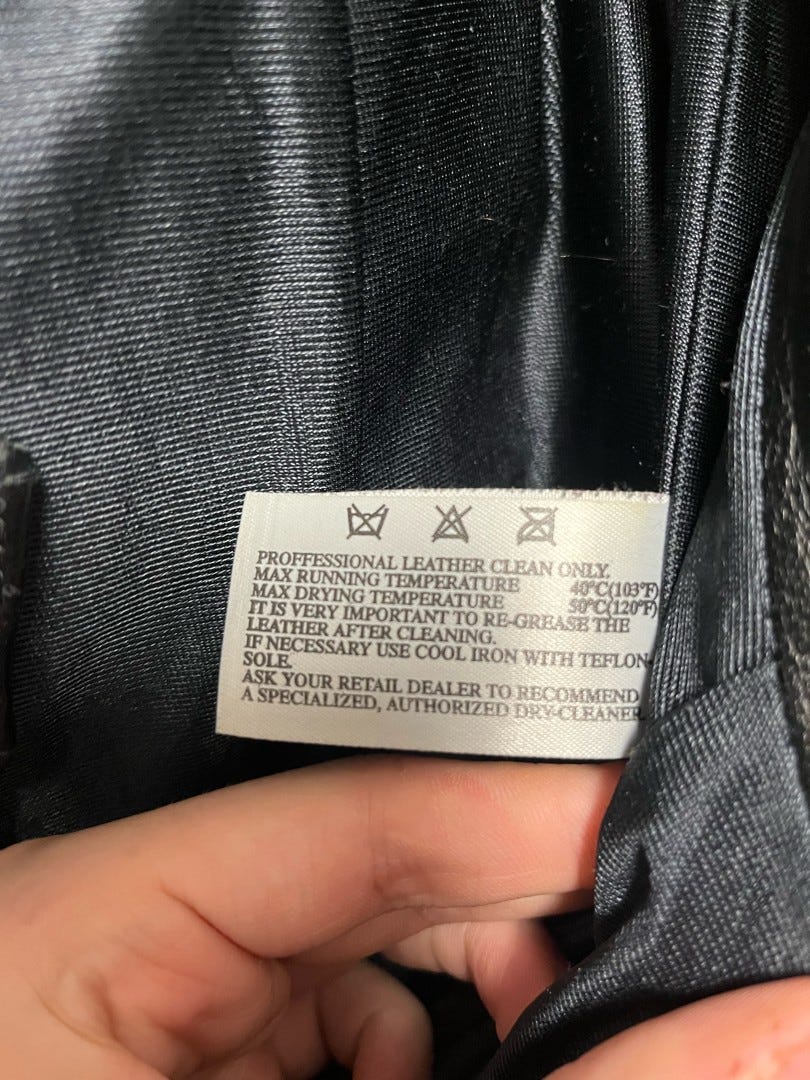 PROFFESSIONAL LEATHER CLEAN ONLY.
MAX RUNNING TEMPERATURE 40°C(103°F)
MAX DRYING TEMPERATURE 50°C(120°F)
IT IS VERY IMPORTANT TO RE-GREASE THE
LEATHER AFTER CLEANING.
IF NECESSARY USE COOL IRON WITH TEFLON
SOLE.
ASK YOUR RETAIL DEALER TO RECOMMEND
A SPECIALIZED, AUTHORIZED DRY-CLEANER.